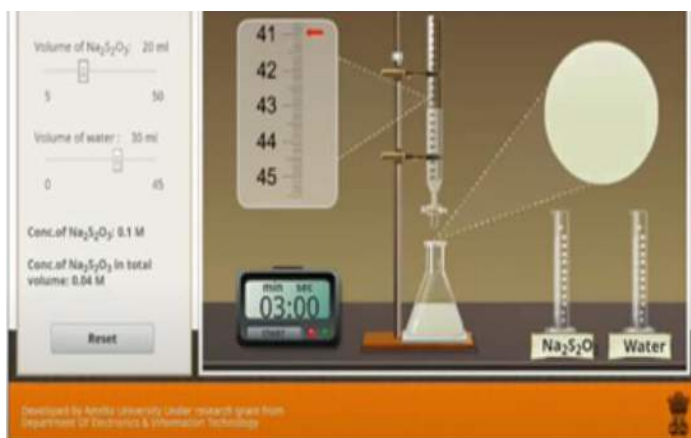 Volume of Na₂S₂O₃: 20 ml
5 50
Volume of water : 30 ml
0 45
Conc.of Na₂S₂O₃: 0.1 M
Conc.of Na₂S₂O₃ in total
volume: 0.04 M
Reset
41
42
43
44
45
min sec
03:00
START
Na₂S₂O₃
Water
Developed by Amrita University Under research grant from
Department Of Electronics & Information Technology